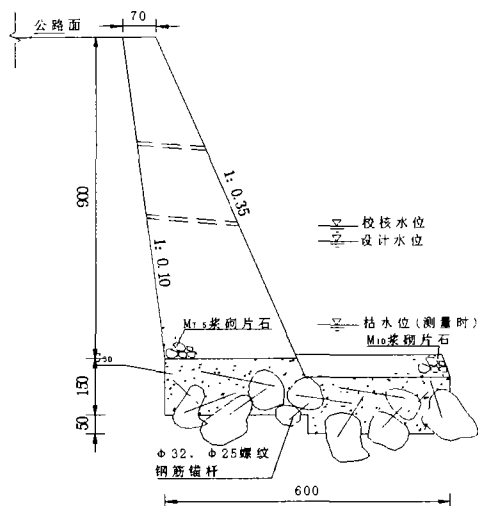 公路面
70
900
1: 0.35
1: 0.10
校核水位
设计水位
枯水位(测量时)
M7.5浆砌片石
M10浆砌片石
150
50
Φ32、Φ25螺纹
钢筋锚杆
600